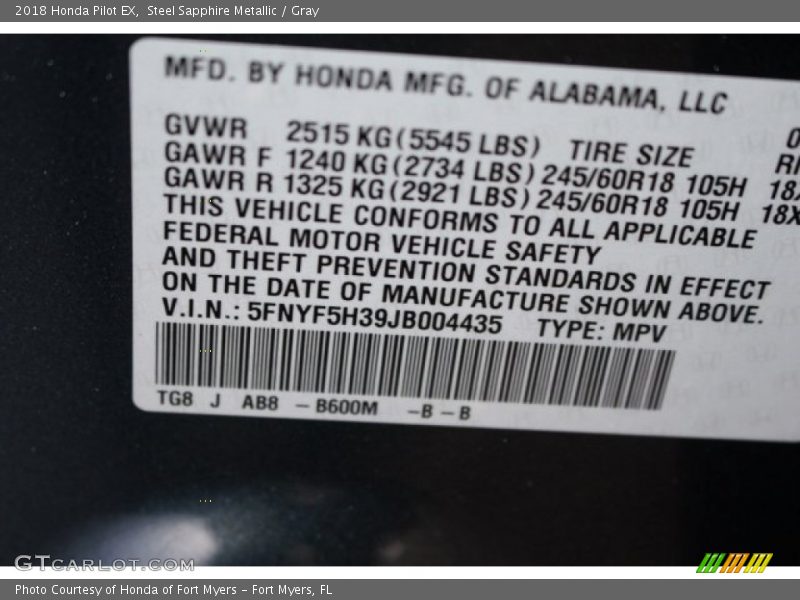 2018 Honda Pilot EX, Steel Sapphire Metallic / Gray
MFD. BY HONDA MFG. OF ALABAMA, LLC
GVWR 2515 KG (5545 LBS) TIRE SIZE
GAWR F 1240 KG (2734 LBS) 245/60R18 105H 18X
GAWR R 1325 KG (2921 LBS) 245/60R18 105H 18X
THIS VEHICLE CONFORMS TO ALL APPLICABLE
FEDERAL MOTOR VEHICLE SAFETY
AND THEFT PREVENTION STANDARDS IN EFFECT
ON THE DATE OF MANUFACTURE SHOWN ABOVE.
V.I.N.: 5FNYF5H39JB004435 TYPE: MPV
TG8 J AB8 – B600M –B – B
GTCARLOT.COM
Photo Courtesy of Honda of Fort Myers – Fort Myers, FL